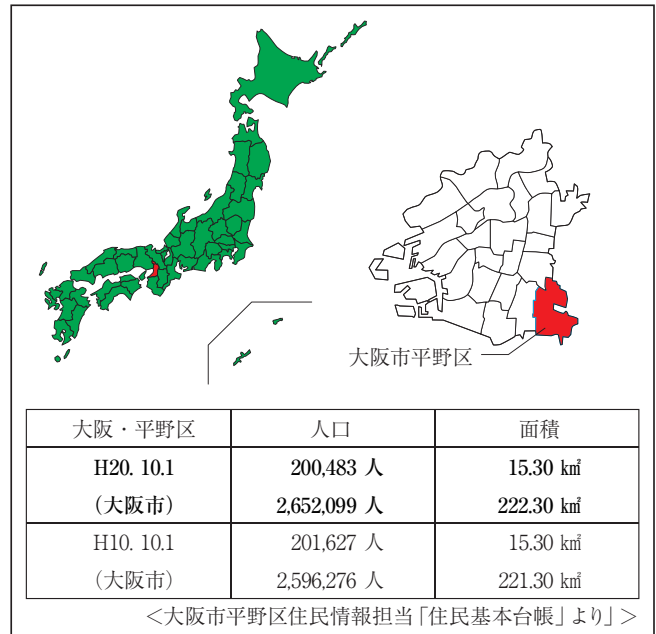 大阪市平野区
大阪・平野区 人口 面積
H20. 10.1 200,483 人 15.30 ㎢
(大阪市) 2,652,099 人 222.30 ㎢
H10. 10.1 201,627 人 15.30 ㎢
(大阪市) 2,596,276 人 221.30 ㎢
<大阪市平野区住民情報担当「住民基本台帳」より」>